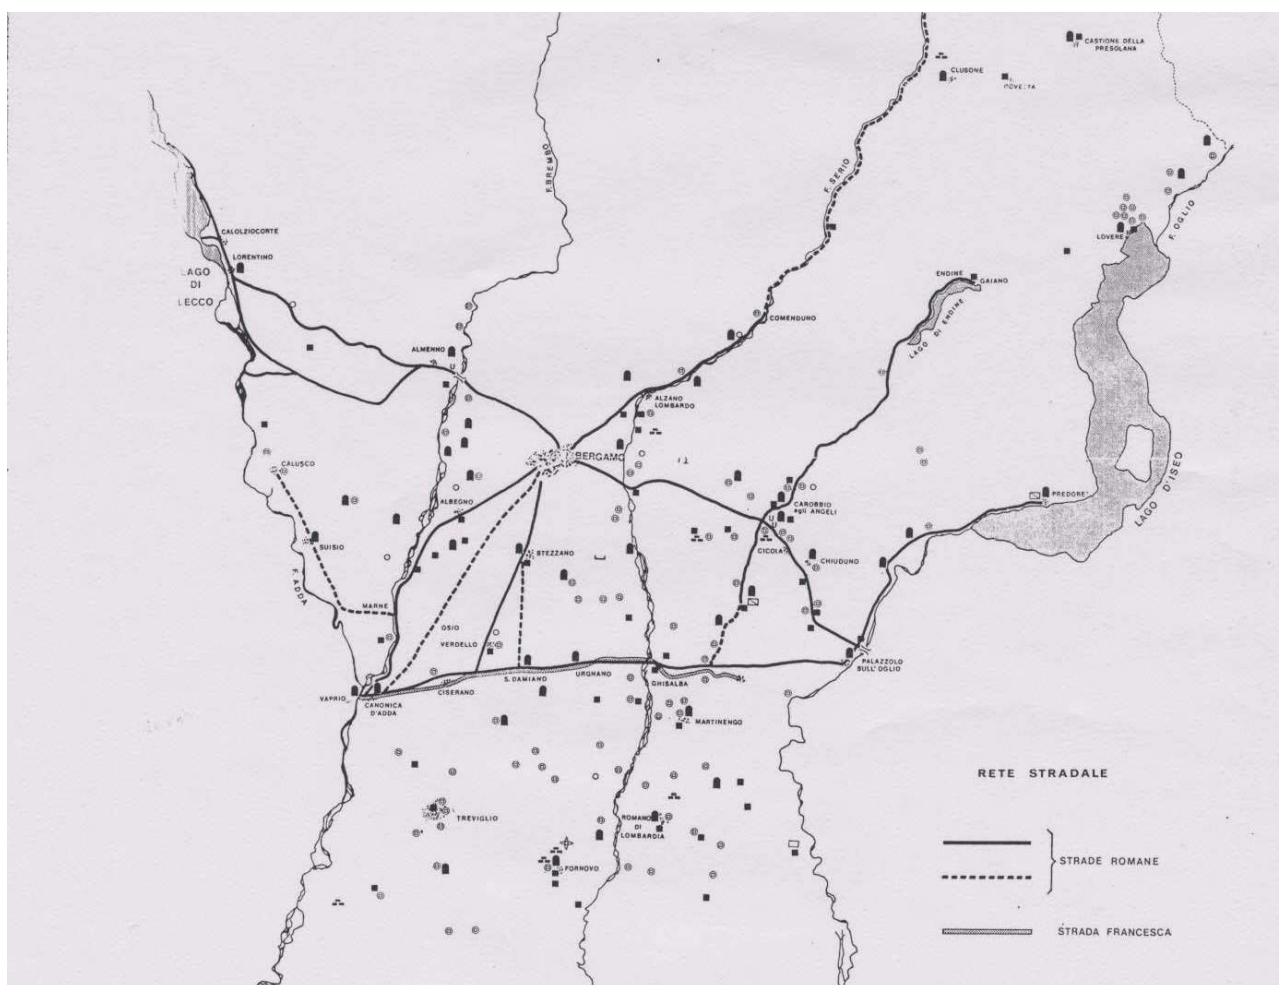 CASTIONE DELLA
PRESOLANA
CLUSONE
F. BREMBO
F. SERIO
F. OGLIO
LOVERE
CALOLZIOCORTE
LORENTINO
LAGO
DI
LECCO
ENDINE
GAIANO
LAGO DI ENDINE
COMENDUNO
ALMENNO
U
ALZANO
LOMBARDO
BERGAMO
CALUSCO
ALBEGNO
PREDORE
LAGO D'ISEO
CAROBBIO
agli ANGELI
U
SUISIO
STEZZANO
CICOLA
CHIUDUNO
F. ADDA
MARNE
OSIO
VERDELLO
PALAZZOLO
SULL'OGLIO
VAPRIO
CANONICA
D'ADDA
CISERANO
S. DAMIANO
URGNANO
GHISALBA
MARTINENGO
RETE STRADALE
TREVIGLIO
ROMANO
DI
LOMBARDIA
STRADE ROMANE
FORNOVO
STRADA FRANCESCA